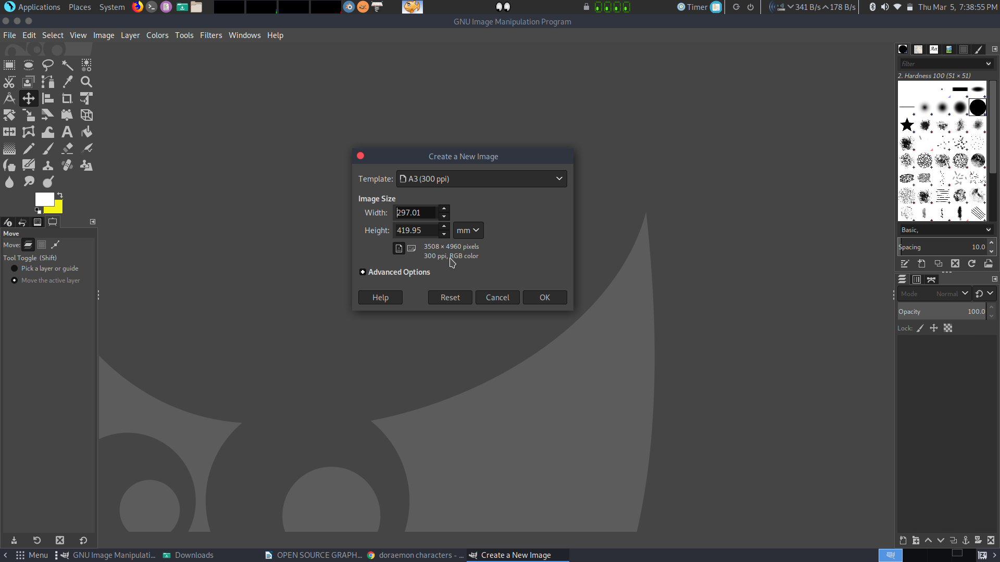 Applications Places System
Timer
341 B/s 178 B/s
Thu Mar 5, 7:38:55 PM
GNU Image Manipulation Program
File Edit Select View Image Layer Colors Tools Filters Windows Help
filter
2. Hardness 100 (51 × 51)
Create a New Image
Template: A3 (300 ppi)
Image Size
Width: 297.01
Height: 419.95 mm
3508 × 4960 pixels
300 ppi, RGB color
Advanced Options
Help Reset Cancel OK
Move
Move:
Tool Toggle (Shift)
Pick a layer or guide
Move the active layer
Basic,
Spacing 10.0
Mode Normal
Opacity 100.0
Lock:
Menu GNU Image Manipulati... Downloads OPEN SOURCE GRAPH... doraemon characters - ... Create a New Image